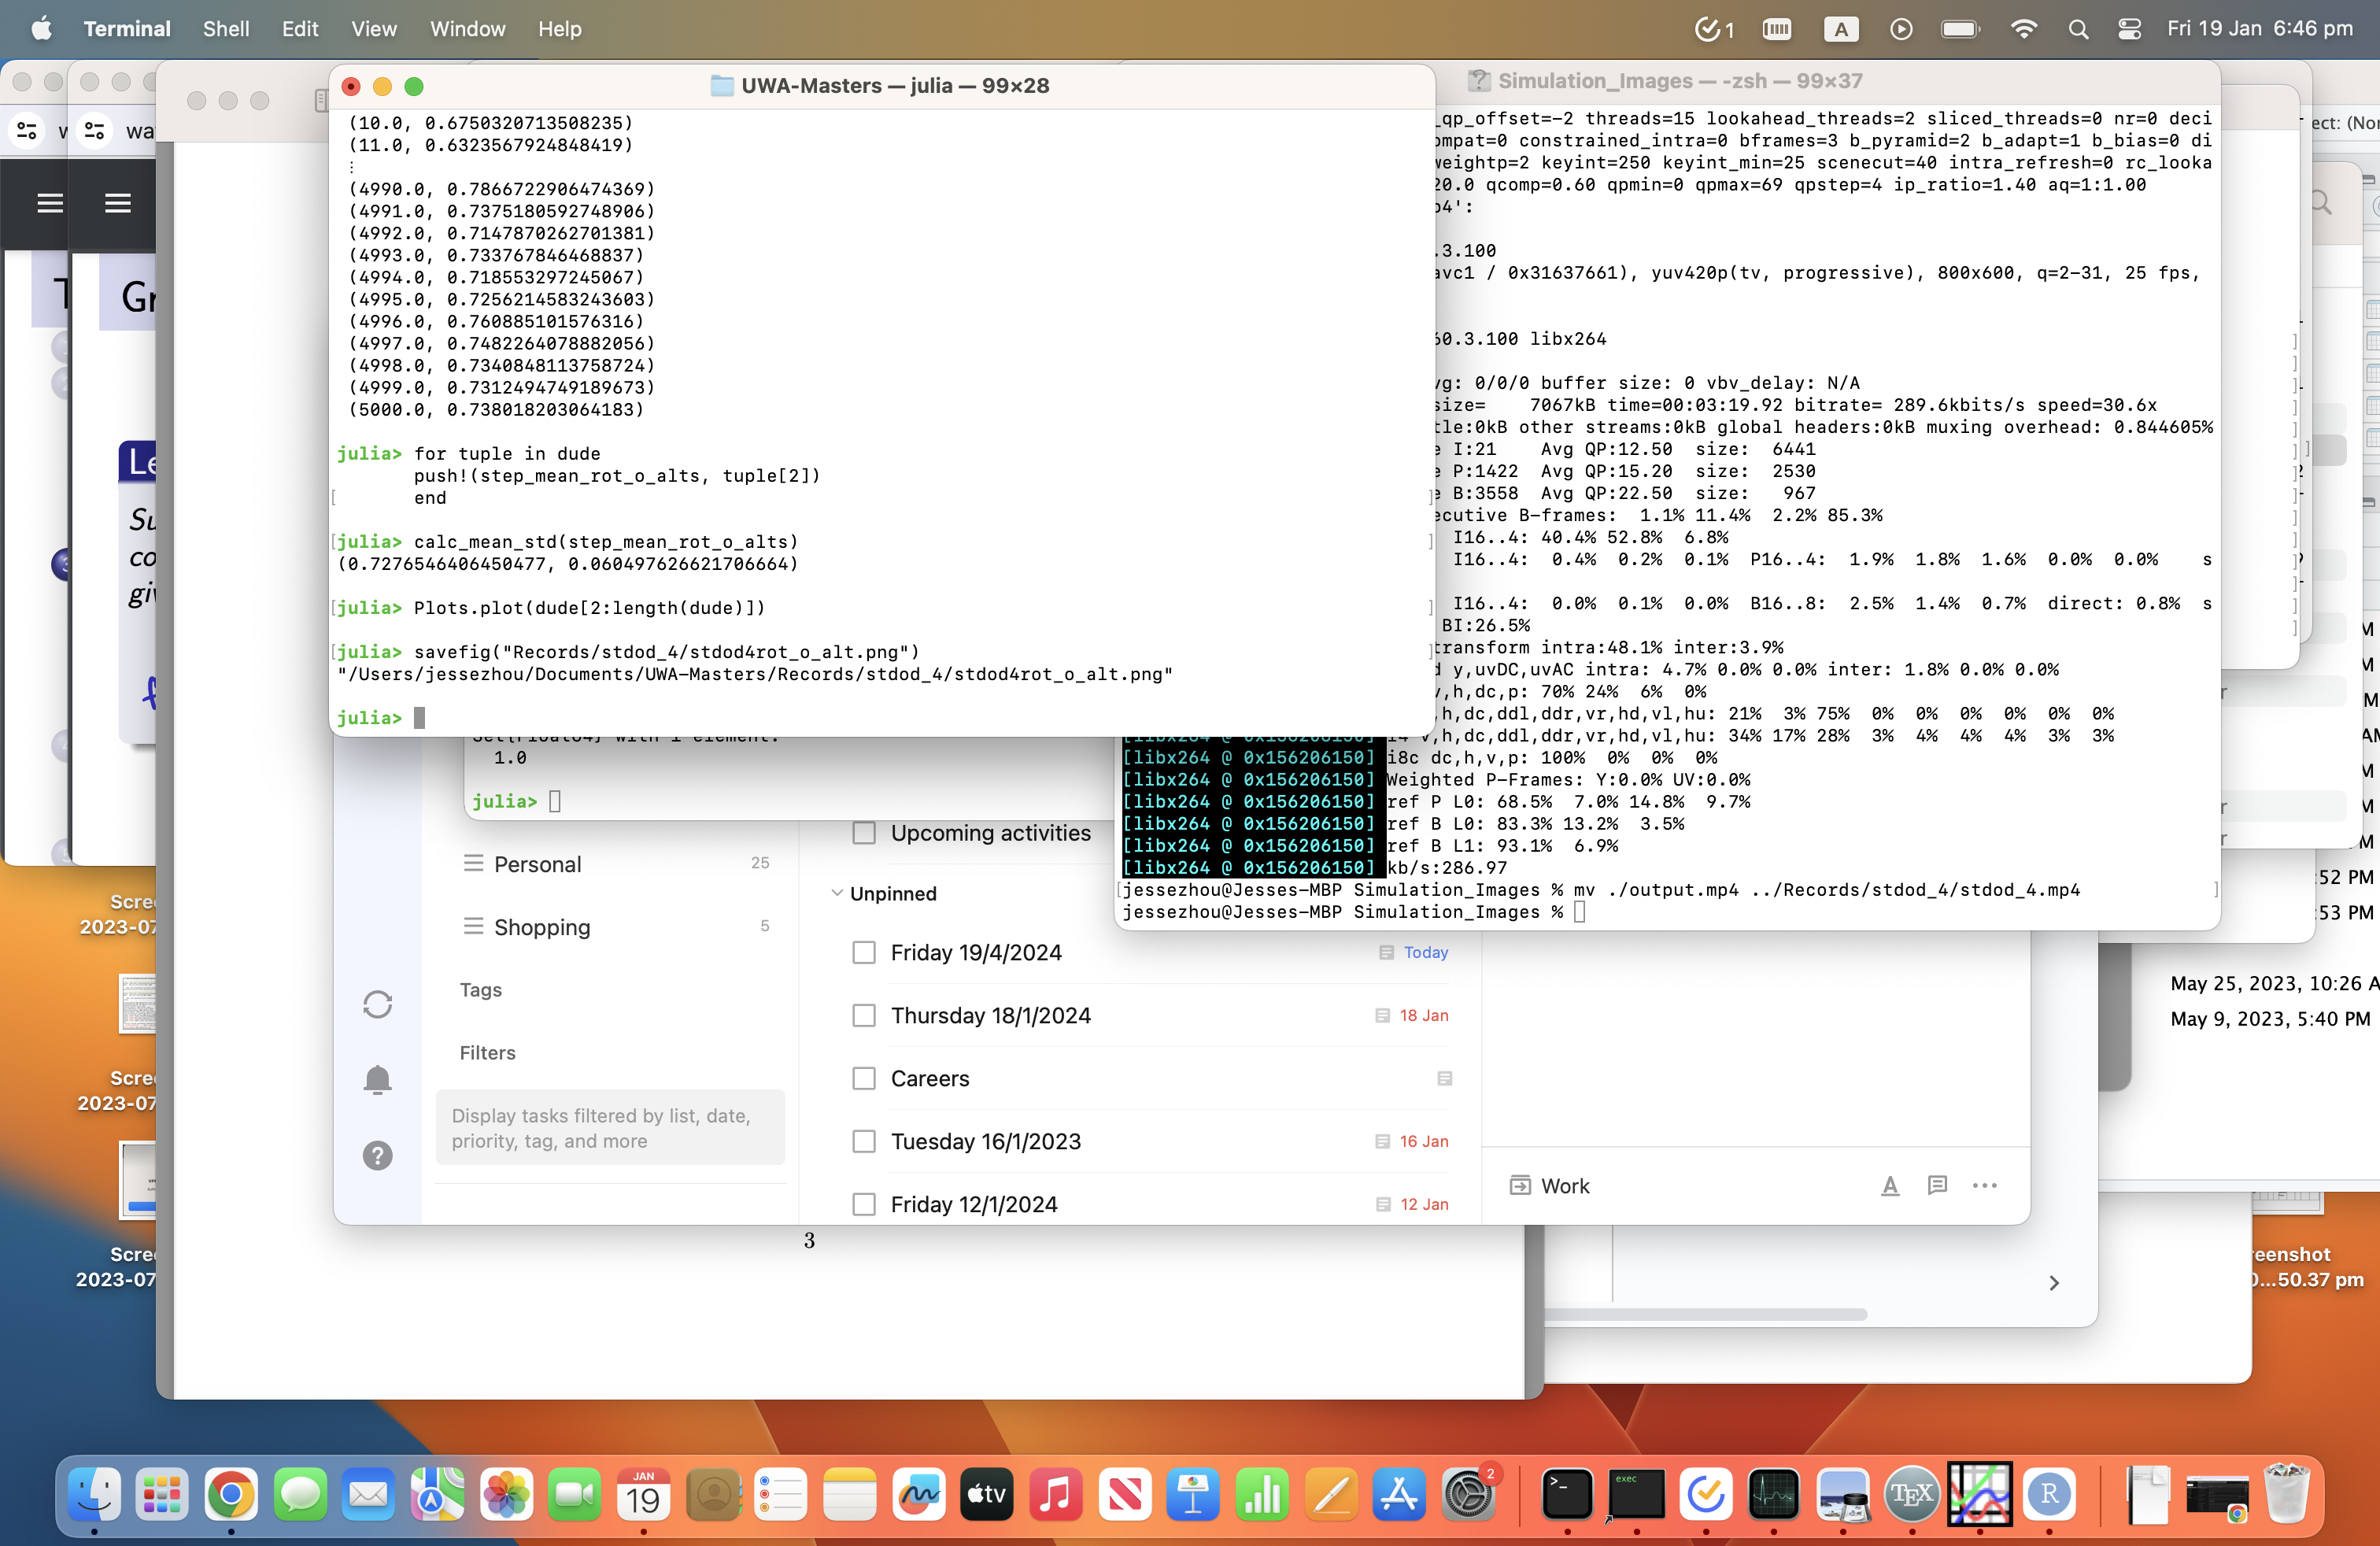 Terminal Shell Edit View Window Help
1 A Fri 19 Jan 6:46 pm
UWA-Masters — julia — 99×28
(10.0, 0.6750320713508235)
(11.0, 0.6323567924848419)
⋮
(4990.0, 0.7866722906474369)
(4991.0, 0.7375180592748906)
(4992.0, 0.7147870262701381)
(4993.0, 0.733767846468837)
(4994.0, 0.718553297245067)
(4995.0, 0.7256214583243603)
(4996.0, 0.760885101576316)
(4997.0, 0.7482264078882056)
(4998.0, 0.7340848113758724)
(4999.0, 0.7312494749189673)
(5000.0, 0.738018203064183)
julia> for tuple in dude
push!(step_mean_rot_o_alts, tuple[2])
end
julia> calc_mean_std(step_mean_rot_o_alts)
(0.7276546406450477, 0.060497626621706664)
julia> Plots.plot(dude[2:length(dude)])
julia> savefig("Records/stdod_4/stdod4rot_o_alt.png")
"/Users/jessezhou/Documents/UWA-Masters/Records/stdod_4/stdod4rot_o_alt.png"
julia>
1.0
julia>
Simulation_Images — -zsh — 99×37
_qp_offset=-2 threads=15 lookahead_threads=2 sliced_threads=0 nr=0 deci
ompat=0 constrained_intra=0 bframes=3 b_pyramid=2 b_adapt=1 b_bias=0 di
weightp=2 keyint=250 keyint_min=25 scenecut=40 intra_refresh=0 rc_looka
20.0 qcomp=0.60 qpmin=0 qpmax=69 qpstep=4 ip_ratio=1.40 aq=1:1.00
p4':
.3.100
avc1 / 0x31637661), yuv420p(tv, progressive), 800x600, q=2-31, 25 fps,
60.3.100 libx264
vg: 0/0/0 buffer size: 0 vbv_delay: N/A
size= 7067kB time=00:03:19.92 bitrate= 289.6kbits/s speed=30.6x
tle:0kB other streams:0kB global headers:0kB muxing overhead: 0.844605%
e I:21 Avg QP:12.50 size: 6441
e P:1422 Avg QP:15.20 size: 2530
e B:3558 Avg QP:22.50 size: 967
ecutive B-frames: 1.1% 11.4% 2.2% 85.3%
I16..4: 40.4% 52.8% 6.8%
I16..4: 0.4% 0.2% 0.1% P16..4: 1.9% 1.8% 1.6% 0.0% 0.0% s
I16..4: 0.0% 0.1% 0.0% B16..8: 2.5% 1.4% 0.7% direct: 0.8% s
BI:26.5%
transform intra:48.1% inter:3.9%
d y,uvDC,uvAC intra: 4.7% 0.0% 0.0% inter: 1.8% 0.0% 0.0%
v,h,dc,p: 70% 24% 6% 0%
,h,dc,ddl,ddr,vr,hd,vl,hu: 21% 3% 75% 0% 0% 0% 0% 0% 0%
v,h,dc,ddl,ddr,vr,hd,vl,hu: 34% 17% 28% 3% 4% 4% 4% 3% 3%
[libx264 @ 0x156206150] i8c dc,h,v,p: 100% 0% 0% 0%
[libx264 @ 0x156206150] Weighted P-Frames: Y:0.0% UV:0.0%
[libx264 @ 0x156206150] ref P L0: 68.5% 7.0% 14.8% 9.7%
[libx264 @ 0x156206150] ref B L0: 83.3% 13.2% 3.5%
[libx264 @ 0x156206150] ref B L1: 93.1% 6.9%
[libx264 @ 0x156206150] kb/s:286.97
jessezhou@Jesses-MBP Simulation_Images % mv ./output.mp4 ../Records/stdod_4/stdod_4.mp4
jessezhou@Jesses-MBP Simulation_Images %
Personal 25
Shopping 5
Tags
Filters
Display tasks filtered by list, date,
priority, tag, and more
Upcoming activities
Unpinned
Friday 19/4/2024 Today
Thursday 18/1/2024 18 Jan
Careers
Tuesday 16/1/2023 16 Jan
Friday 12/1/2024 12 Jan
Work
3
wa
Gr
Le
Su
co
giv
Scree
2023-07
Scree
2023-07
Scree
2023-07
ect: (Nor
:52 PM
:53 PM
May 25, 2023, 10:26 A
May 9, 2023, 5:40 PM
reenshot
0...50.37 pm
JAN
19
tv
2
exec
TEX
R